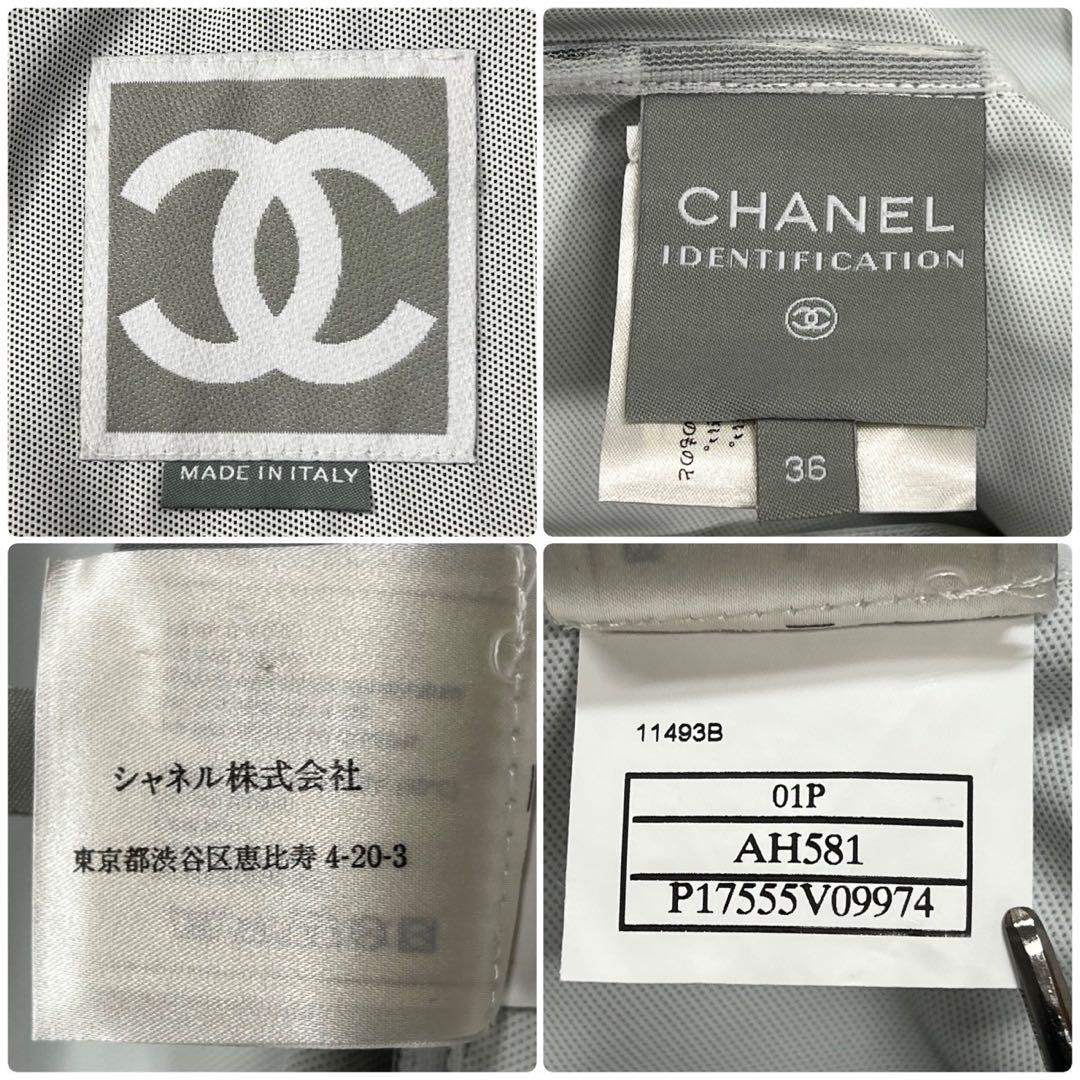 MADE IN ITALY
CHANEL
IDENTIFICATION
36
シャネル株式会社
東京都渋谷区恵比寿 4-20-3
11493B
01P
AH581
P17555V09974